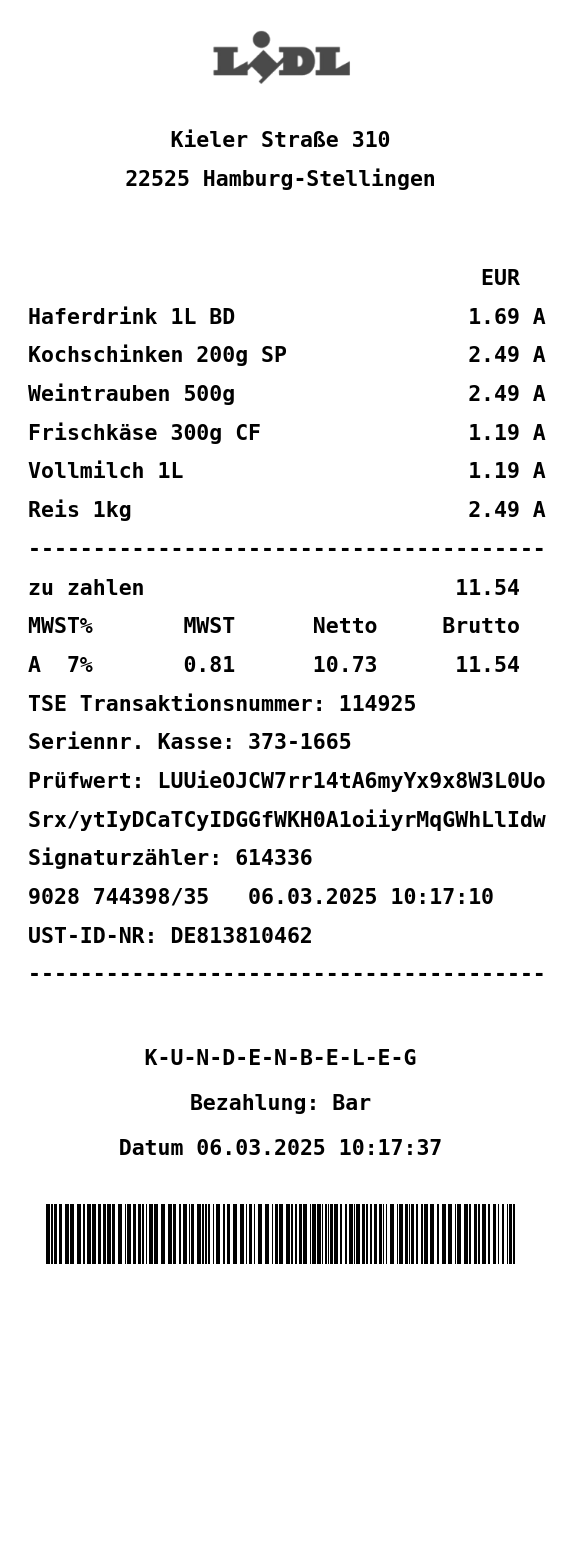 LIDL
Kieler Straße 310
22525 Hamburg-Stellingen
EUR
Haferdrink 1L BD 1.69 A
Kochschinken 200g SP 2.49 A
Weintrauben 500g 2.49 A
Frischkäse 300g CF 1.19 A
Vollmilch 1L 1.19 A
Reis 1kg 2.49 A
----------------------------------------
zu zahlen 11.54
MWST% MWST Netto Brutto
A 7% 0.81 10.73 11.54
TSE Transaktionsnummer: 114925
Seriennr. Kasse: 373-1665
Prüfwert: LUUieOJCW7rr14tA6myYx9x8W3L0Uo
Srx/ytIyDCaTCyIDGGfWKH0A1oiiyrMqGWhLlIdw
Signaturzähler: 614336
9028 744398/35 06.03.2025 10:17:10
UST-ID-NR: DE813810462
----------------------------------------
K-U-N-D-E-N-B-E-L-E-G
Bezahlung: Bar
Datum 06.03.2025 10:17:37